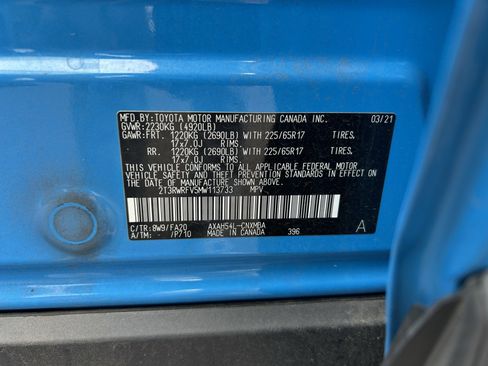 MFD.BY:TOYOTA MOTOR MANUFACTURING CANADA INC. 03/21
GVWR:2230KG (4920LB)
GAWR:FRT. 1220KG (2690LB) WITH 225/65R17 TIRES.
17x7.0J RIMS
RR. 1220KG (2690LB) WITH 225/65R17 TIRES.
17x7.0J RIMS
THIS VEHICLE CONFORMS TO ALL APPLICABLE FEDERAL MOTOR
VEHICLE SAFETY AND BUMPER STANDARDS IN EFFECT ON
THE DATE OF MANUFACTURE SHOWN ABOVE.
2T3RWRFV5MW113733 MPV
C/TR:8W9/FA20 AXAH54L-CNXMBA
A/TM: -/P710 MADE IN CANADA 396 A